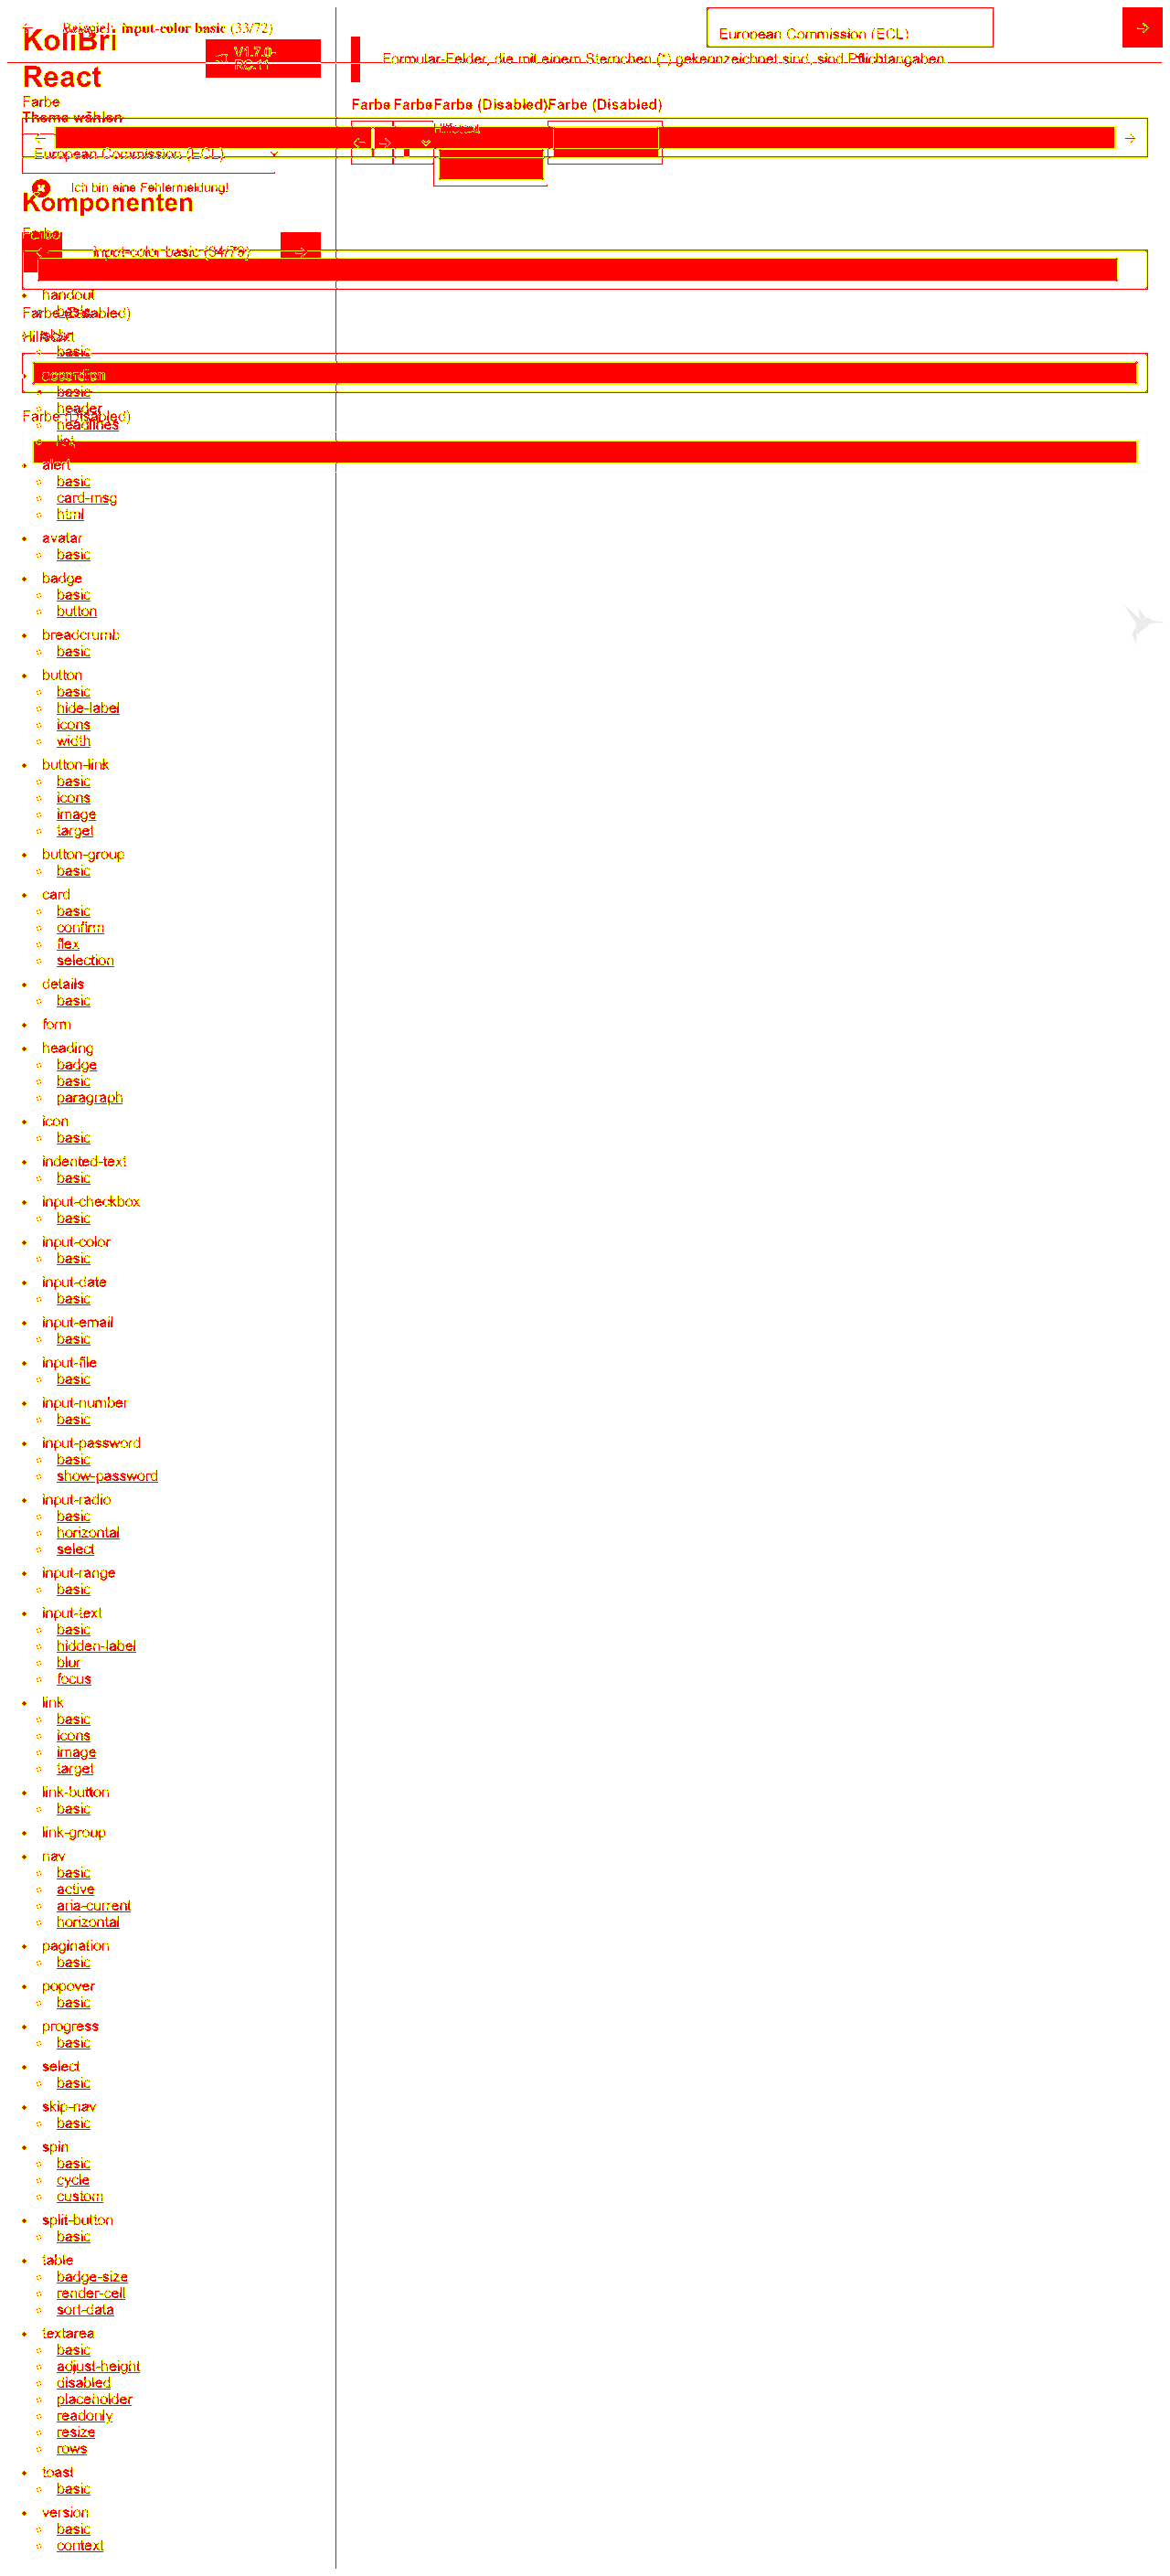 Beispiel: input-color basic (33/72)
KoliBri
European Commission (ECL)
V1.7.0-
RC.11
Formular-Felder, die mit einem Sternchen (*) gekennzeichnet sind, sind Pflichtangaben.
React
Farbe
Farbe Farbe Farbe (Disabled) Farbe (Disabled)
Theme wählen
Hilfstext
European Commission (ECL)
Ich bin eine Fehlermeldung!
Komponenten
Farbe
input-color basic (34/73)
handout
Farbe (Disabled)
basic
Hilfstext
abbr
basic
accordion
basic
header
Farbe (Disabled)
headlines
list
alert
basic
card-msg
html
avatar
basic
badge
basic
button
breadcrumb
basic
button
basic
hide-label
icons
width
button-link
basic
icons
image
target
button-group
basic
card
basic
confirm
flex
selection
details
basic
form
heading
badge
basic
paragraph
icon
basic
indented-text
basic
input-checkbox
basic
input-color
basic
input-date
basic
input-email
basic
input-file
basic
input-number
basic
input-password
basic
show-password
input-radio
basic
horizontal
select
input-range
basic
input-text
basic
hidden-label
blur
focus
link
basic
icons
image
target
link-button
basic
link-group
nav
basic
active
aria-current
horizontal
pagination
basic
popover
basic
progress
basic
select
basic
skip-nav
basic
spin
basic
cycle
custom
split-button
basic
table
badge-size
render-cell
sort-data
textarea
basic
adjust-height
disabled
placeholder
readonly
resize
rows
toast
basic
version
basic
context